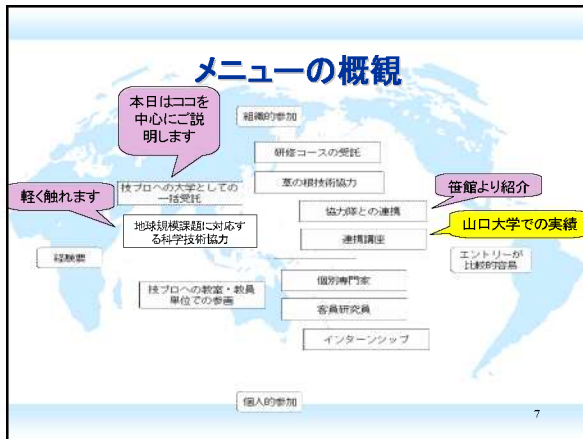 メニューの概観
本日はココを
中心にご説
明します
組織的参加
研修コースの受託
軽く触れます
技プロへの大学としての
一括受託
草の根技術協力
笹館より紹介
協力隊との連携
地球規模課題に対応す
る科学技術協力
山口大学での実績
連携講座
経験要
エントリーが
比較的容易
個別専門家
技プロへの教室・教員
単位での参画
客員研究員
インターンシップ
個人的参加
7